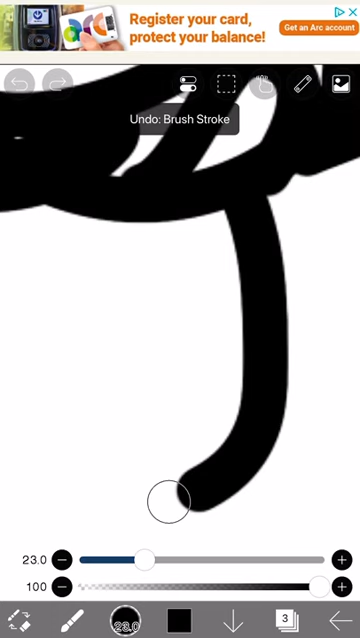 Register your card,
protect your balance!
Get an Arc account
Undo: Brush Stroke
23.0
100
23.0
3